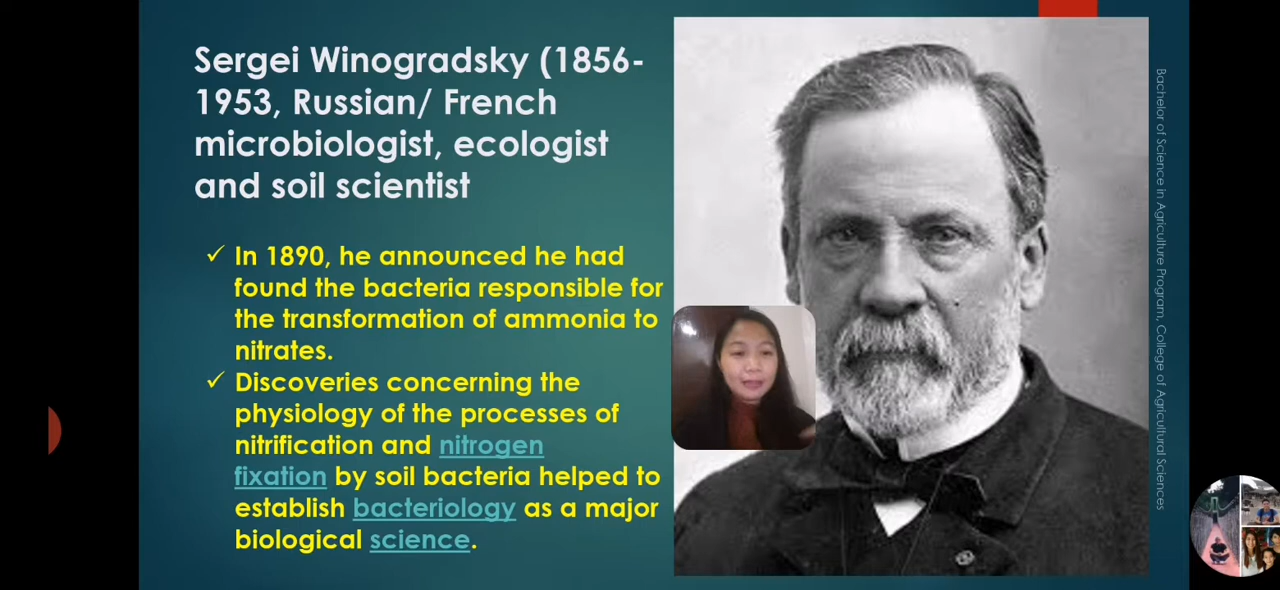 Sergei Winogradsky (1856-
1953, Russian/ French
microbiologist, ecologist
and soil scientist
✓ In 1890, he announced he had
found the bacteria responsible for
the transformation of ammonia to
nitrates.
✓ Discoveries concerning the
physiology of the processes of
nitrification and nitrogen
fixation by soil bacteria helped to
establish bacteriology as a major
biological science.
Bachelor of Science in Agriculture Program, College of Agricultural Sciences